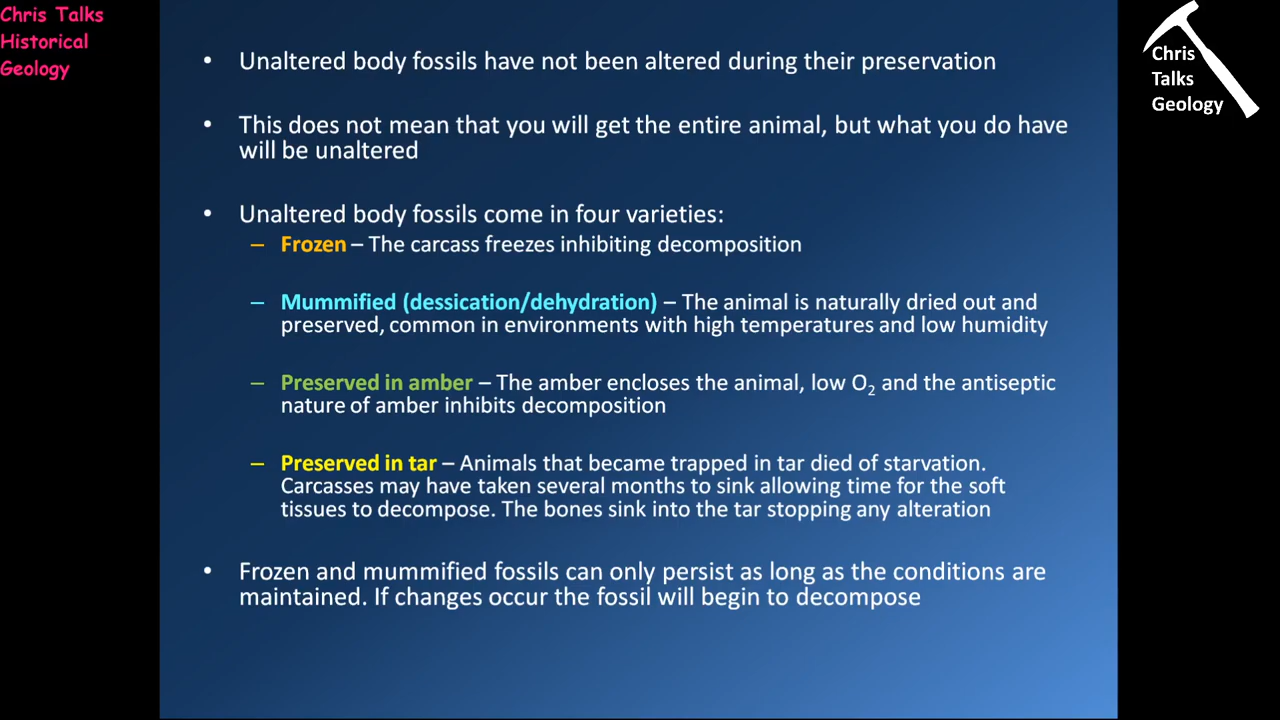 Chris Talks
Historical
Geology
Chris
Talks
Geology
• Unaltered body fossils have not been altered during their preservation
• This does not mean that you will get the entire animal, but what you do have
will be unaltered
• Unaltered body fossils come in four varieties:
– Frozen – The carcass freezes inhibiting decomposition
– Mummified (dessication/dehydration) – The animal is naturally dried out and
preserved, common in environments with high temperatures and low humidity
– Preserved in amber – The amber encloses the animal, low O₂ and the antiseptic
nature of amber inhibits decomposition
– Preserved in tar – Animals that became trapped in tar died of starvation.
Carcasses may have taken several months to sink allowing time for the soft
tissues to decompose. The bones sink into the tar stopping any alteration
• Frozen and mummified fossils can only persist as long as the conditions are
maintained. If changes occur the fossil will begin to decompose